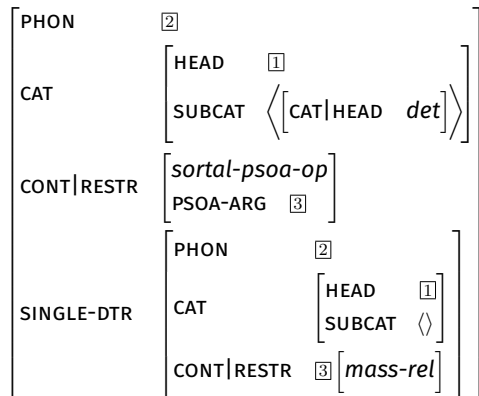 PHON 2
CAT HEAD 1
SUBCAT ⟨[CAT|HEAD det]⟩
CONT|RESTR sortal-psoa-op
PSOA-ARG 3
SINGLE-DTR PHON 2
CAT HEAD 1
SUBCAT ⟨⟩
CONT|RESTR 3 [mass-rel]